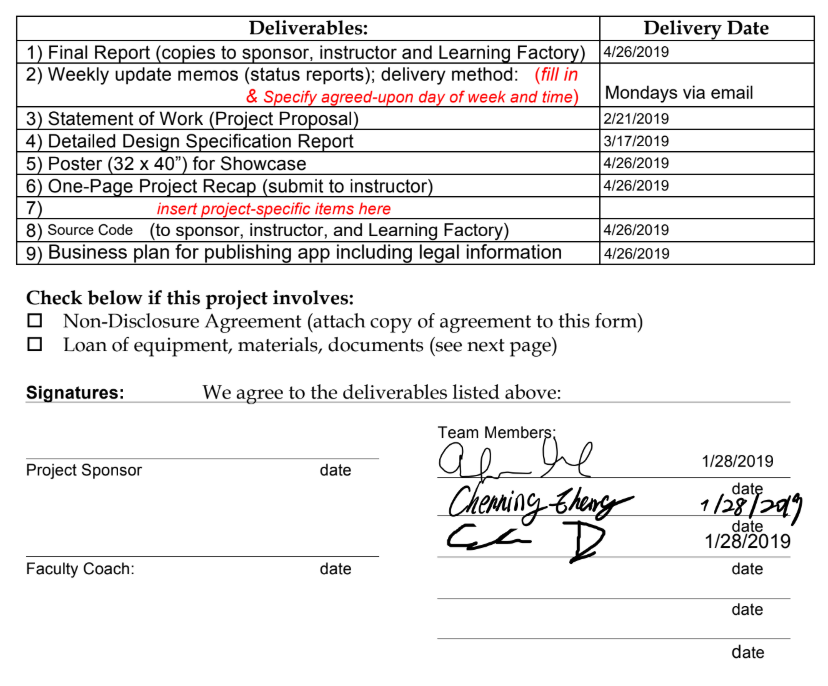 Deliverables: Delivery Date
1) Final Report (copies to sponsor, instructor and Learning Factory) 4/26/2019
2) Weekly update memos (status reports); delivery method: (fill in
& Specify agreed-upon day of week and time) Mondays via email
3) Statement of Work (Project Proposal) 2/21/2019
4) Detailed Design Specification Report 3/17/2019
5) Poster (32 x 40”) for Showcase 4/26/2019
6) One-Page Project Recap (submit to instructor) 4/26/2019
7) insert project-specific items here
8) Source Code (to sponsor, instructor, and Learning Factory) 4/26/2019
9) Business plan for publishing app including legal information 4/26/2019
Check below if this project involves:
☐ Non-Disclosure Agreement (attach copy of agreement to this form)
☐ Loan of equipment, materials, documents (see next page)
Signatures: We agree to the deliverables listed above:
Team Members:
1/28/2019
Project Sponsor date
date
Chenning Zheng 1/28/2019
date
1/28/2019
Faculty Coach: date
date
date
date